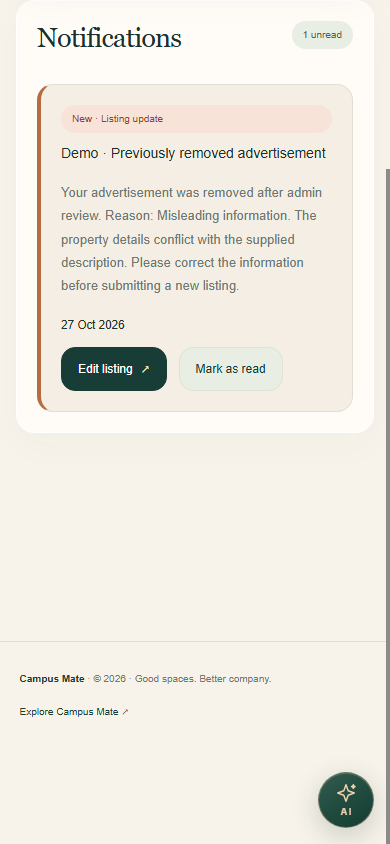 Notifications
1 unread
New · Listing update
Demo · Previously removed advertisement
Your advertisement was removed after admin
review. Reason: Misleading information. The
property details conflict with the supplied
description. Please correct the information
before submitting a new listing.
27 Oct 2026
Edit listing ↗
Mark as read
Campus Mate · © 2026 · Good spaces. Better company.
Explore Campus Mate ↗
AI